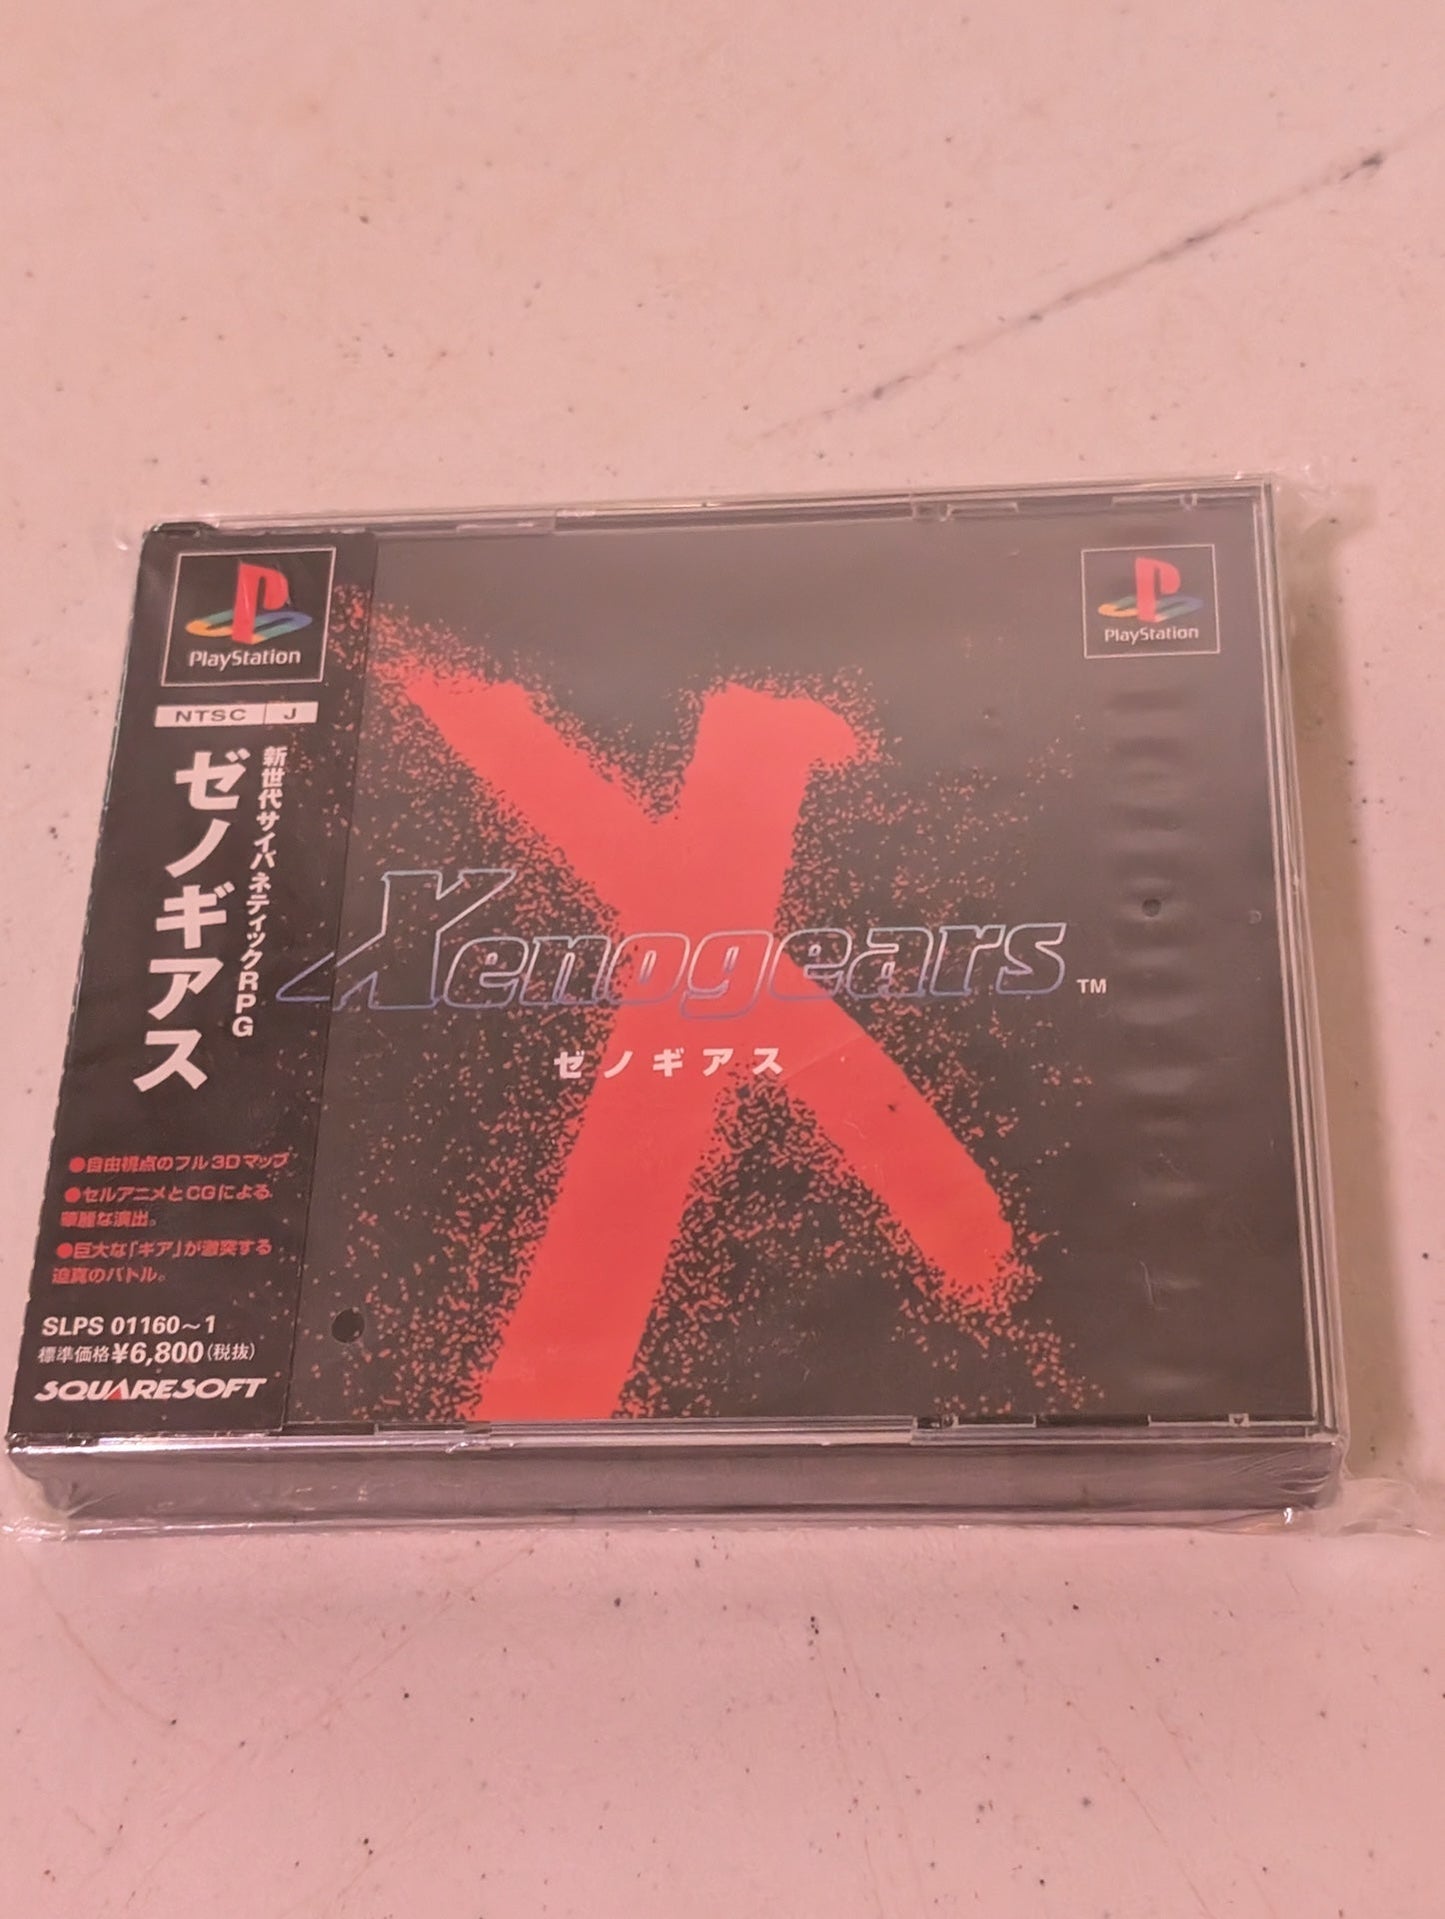 PlayStation
NTSC J
新世代サイバネティックRPG
ゼノギアス
●自由視点のフル3Dマップ
●セルアニメとCGによる
華麗な演出。
●巨大な「ギア」が激突する
迫真のバトル。
SLPS 01160～1
標準価格¥6,800(税抜)
SQUARESOFT
PlayStation
Xenogears™
ゼノギアス